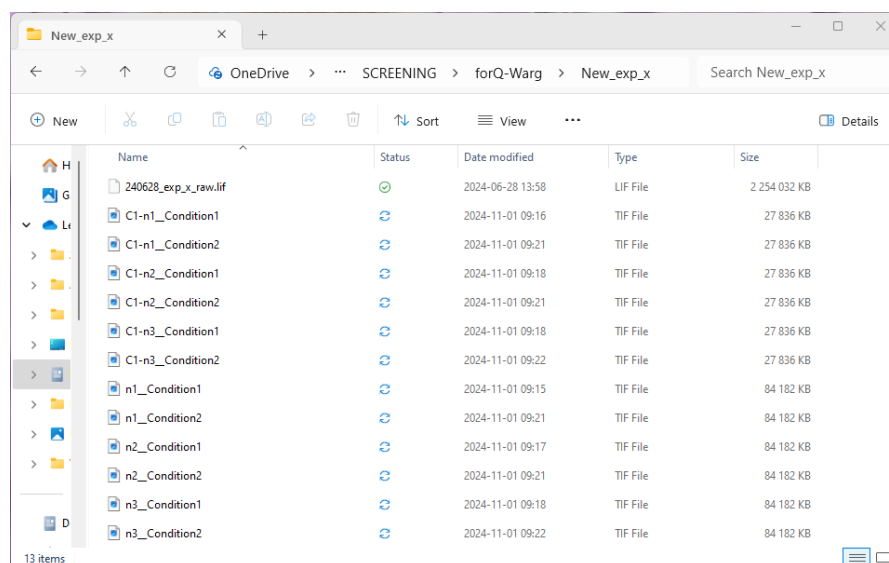 New_exp_x
OneDrive > ... SCREENING > forQ-Warg > New_exp_x Search New_exp_x
New Sort View ... Details
Name Status Date modified Type Size
240628_exp_x_raw.lif 2024-06-28 13:58 LIF File 2 254 032 KB
C1-n1__Condition1 2024-11-01 09:16 TIF File 27 836 KB
C1-n1__Condition2 2024-11-01 09:21 TIF File 27 836 KB
C1-n2__Condition1 2024-11-01 09:18 TIF File 27 836 KB
C1-n2__Condition2 2024-11-01 09:21 TIF File 27 836 KB
C1-n3__Condition1 2024-11-01 09:18 TIF File 27 836 KB
C1-n3__Condition2 2024-11-01 09:22 TIF File 27 836 KB
n1__Condition1 2024-11-01 09:15 TIF File 84 182 KB
n1__Condition2 2024-11-01 09:21 TIF File 84 182 KB
n2__Condition1 2024-11-01 09:17 TIF File 84 182 KB
n2__Condition2 2024-11-01 09:21 TIF File 84 182 KB
n3__Condition1 2024-11-01 09:18 TIF File 84 182 KB
n3__Condition2 2024-11-01 09:22 TIF File 84 182 KB
H
G
Le
D
13 items